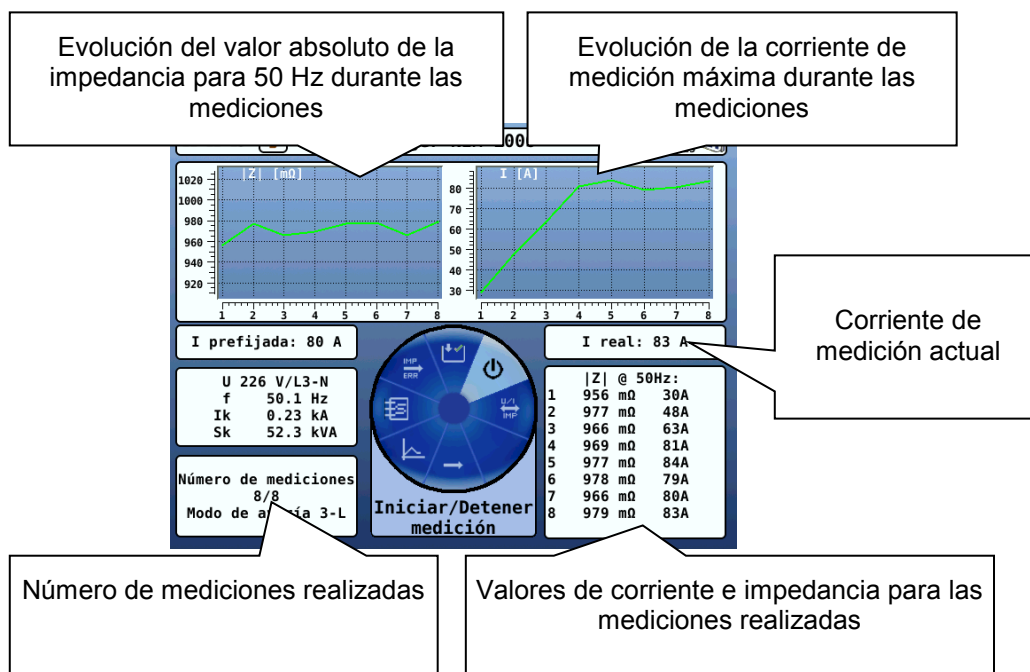 Evolución del valor absoluto de la
impedancia para 50 Hz durante las
mediciones
Evolución de la corriente de
medición máxima durante las
mediciones
|Z| [mΩ]
1020
1000
980
960
940
920
1 2 3 4 5 6 7 8
I [A]
80
70
60
50
40
30
1 2 3 4 5 6 7 8
Corriente de
medición actual
I prefijada: 80 A
I real: 83 A
U 226 V/L3-N
f 50.1 Hz
Ik 0.23 kA
Sk 52.3 kVA
IMP
ERR
U/I
IMP
|Z| @ 50Hz:
1 956 mΩ 30A
2 977 mΩ 48A
3 966 mΩ 63A
4 969 mΩ 81A
5 977 mΩ 84A
6 978 mΩ 79A
7 966 mΩ 80A
8 979 mΩ 83A
Número de mediciones
8/8
Modo de 3-L
Iniciar/Detener
medición
Número de mediciones realizadas
Valores de corriente e impedancia para las
mediciones realizadas